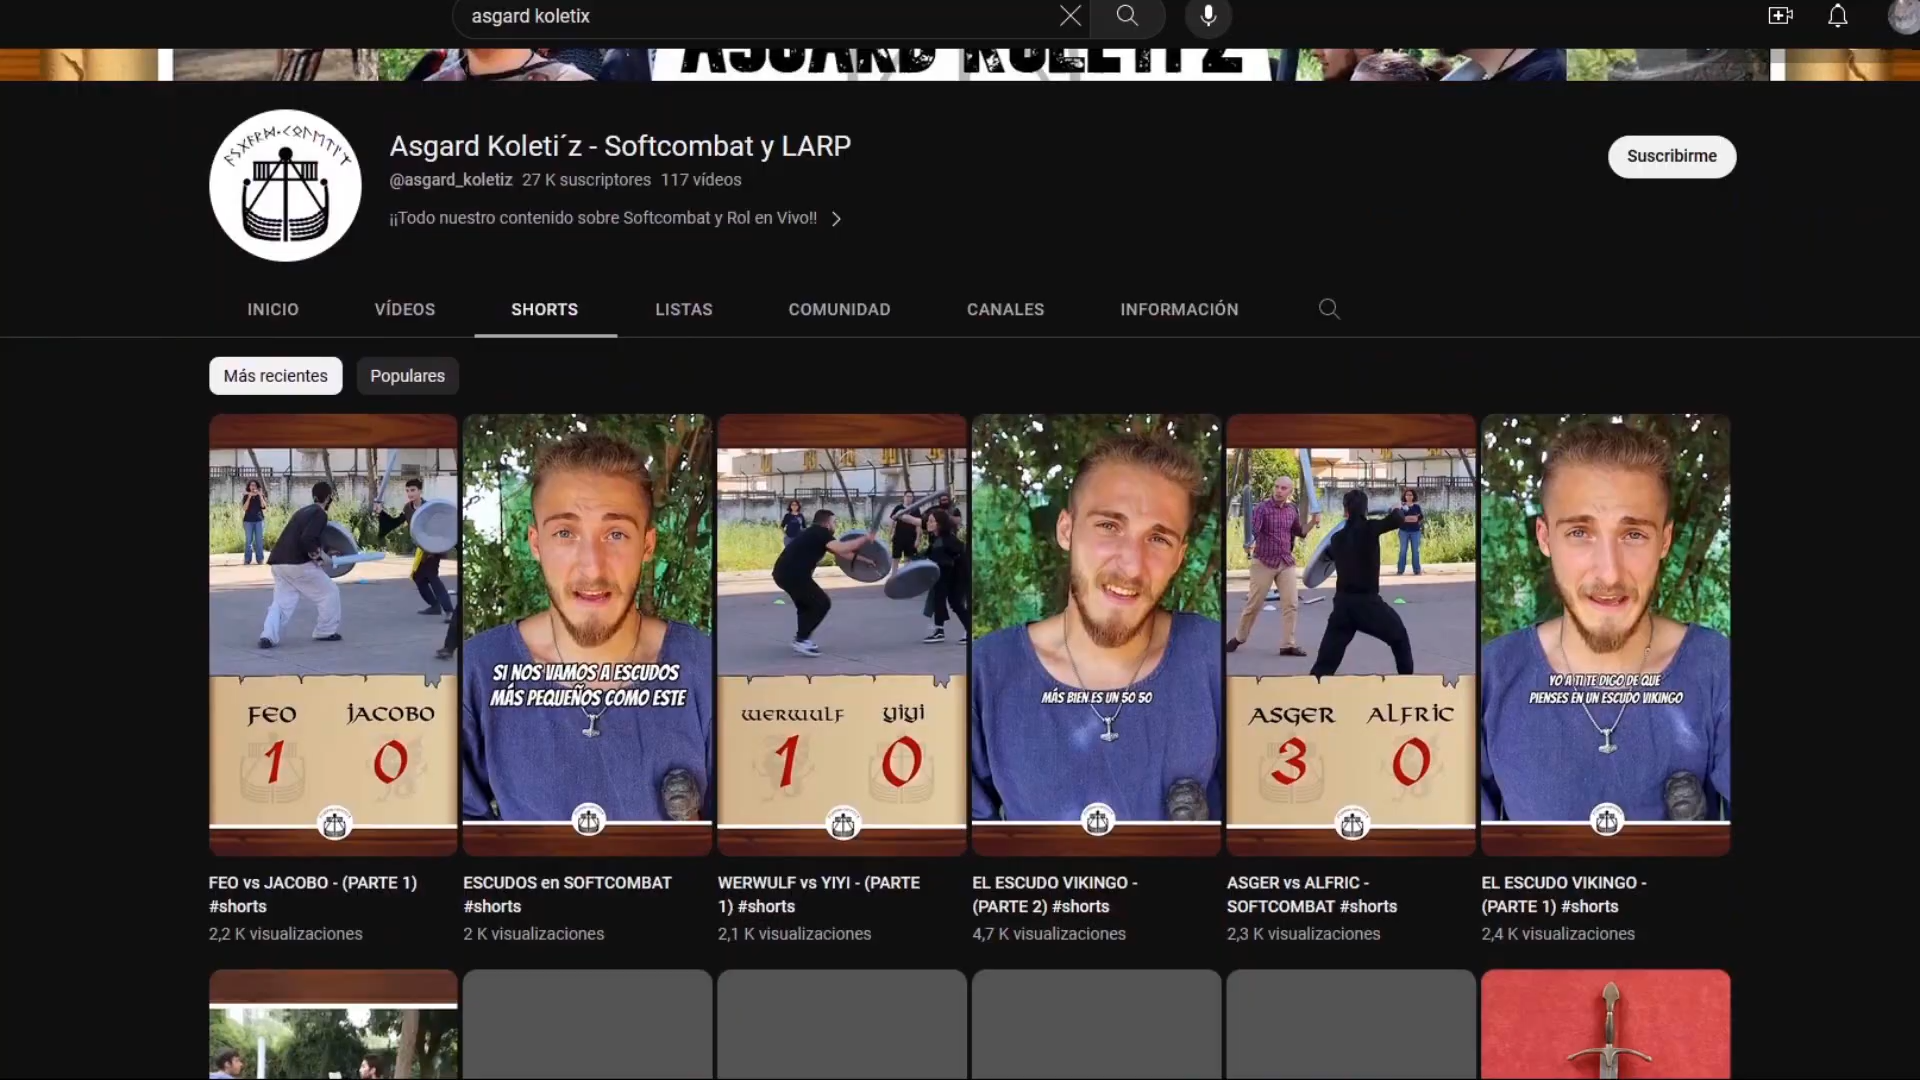 asgard koletix
ASGARD KOLETI'Z
Asgard Koleti´z - Softcombat y LARP
@asgard_koletiz 27 K suscriptores 117 vídeos
¡¡Todo nuestro contenido sobre Softcombat y Rol en Vivo!!
Suscribirme
INICIO VÍDEOS SHORTS LISTAS COMUNIDAD CANALES INFORMACIÓN
Más recientes Populares
FEO JACOBO
1 0
SI NOS VAMOS A ESCUDOS
MÁS PEQUEÑOS COMO ESTE
WERWULF YIYI
1 0
MÁS BIEN ES UN 50 50
ASGER ALFRIC
3 0
YO A TI TE DIGO DE QUE
PIENSES EN UN ESCUDO VIKINGO
FEO vs JACOBO - (PARTE 1)
#shorts
2,2 K visualizaciones
ESCUDOS en SOFTCOMBAT
#shorts
2 K visualizaciones
WERWULF vs YIYI - (PARTE
1) #shorts
2,1 K visualizaciones
EL ESCUDO VIKINGO -
(PARTE 2) #shorts
4,7 K visualizaciones
ASGER vs ALFRIC -
SOFTCOMBAT #shorts
2,3 K visualizaciones
EL ESCUDO VIKINGO -
(PARTE 1) #shorts
2,4 K visualizaciones